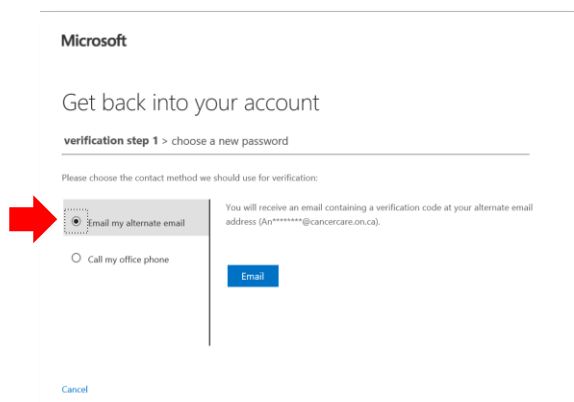 Microsoft
Get back into your account
verification step 1 > choose a new password
Please choose the contact method we should use for verification:
Email my alternate email
Call my office phone
You will receive an email containing a verification code at your alternate email
address (An********@cancercare.on.ca).
Email
Cancel